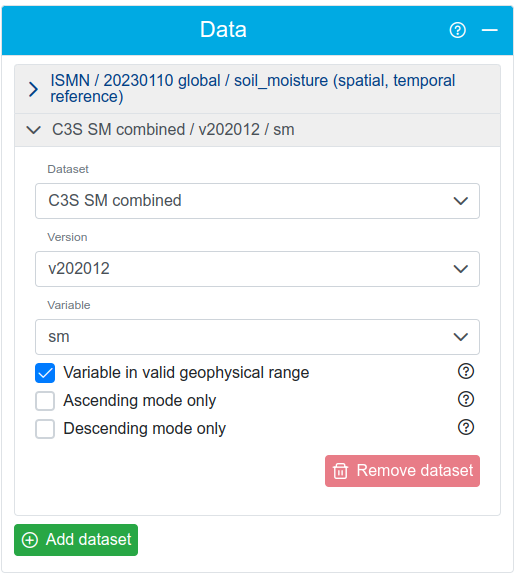 Data
ISMN / 20230110 global / soil_moisture (spatial, temporal
reference)
C3S SM combined / v202012 / sm
Dataset
C3S SM combined
Version
v202012
Variable
sm
Variable in valid geophysical range
Ascending mode only
Descending mode only
Remove dataset
Add dataset